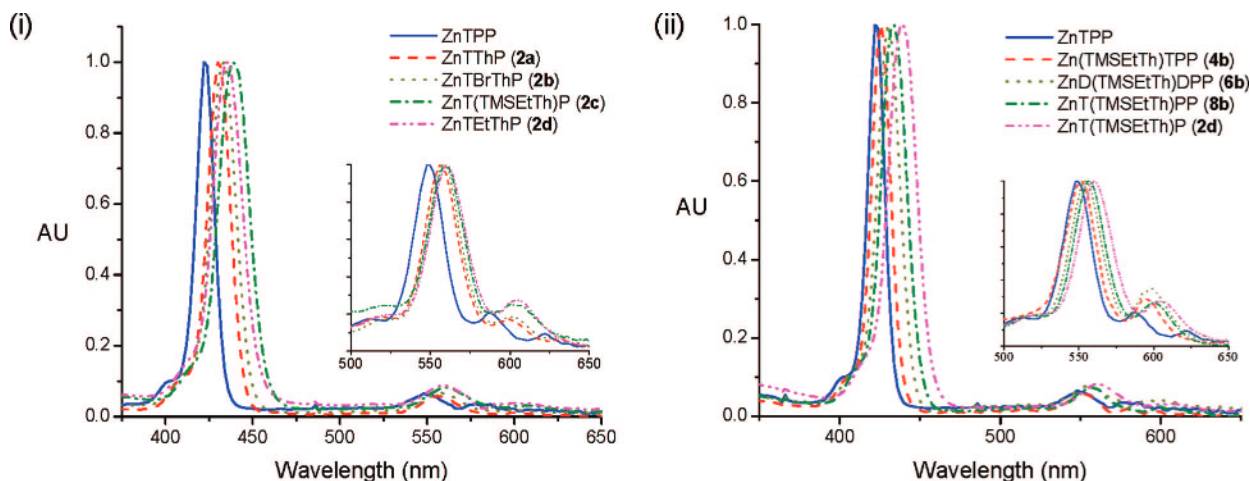 (i)
ZnTPP
ZnTThP (2a)
ZnTBrThP (2b)
ZnT(TMSEtTh)P (2c)
ZnTEtThP (2d)
1.0
0.8
0.6
AU
0.4
0.2
0.0
400 450 500 550 600 650
Wavelength (nm)
500 550 600 650
(ii)
ZnTPP
Zn(TMSEtTh)TPP (4b)
ZnD(TMSEtTh)DPP (6b)
ZnT(TMSEtTh)PP (8b)
ZnT(TMSEtTh)P (2d)
1.0
0.8
0.6
AU
0.4
0.2
0.0
400 500 600
Wavelength (nm)
500 550 600 650